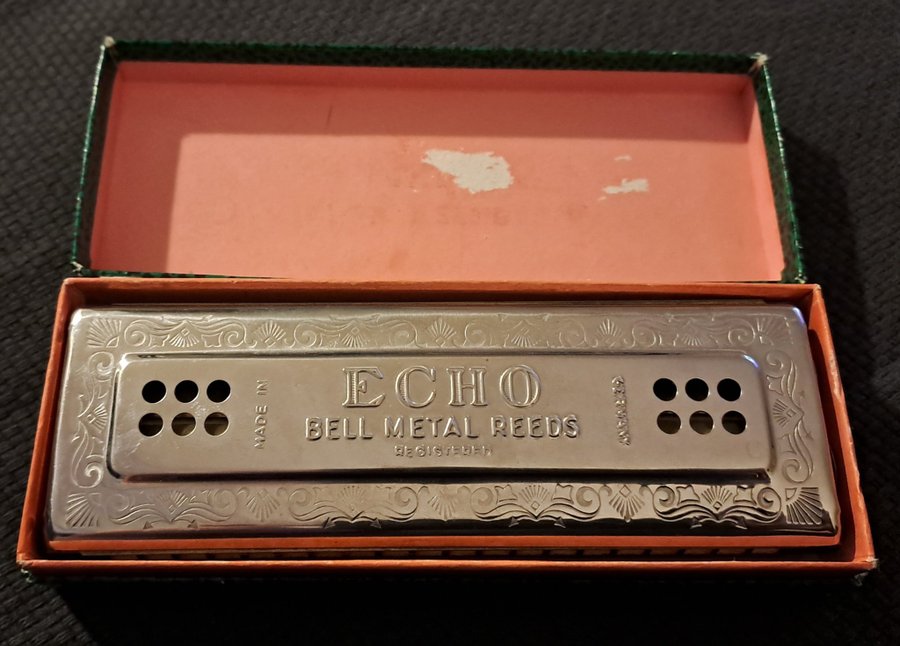 ECHO
BELL METAL REEDS
REGISTERED
MADE IN
GERMANY